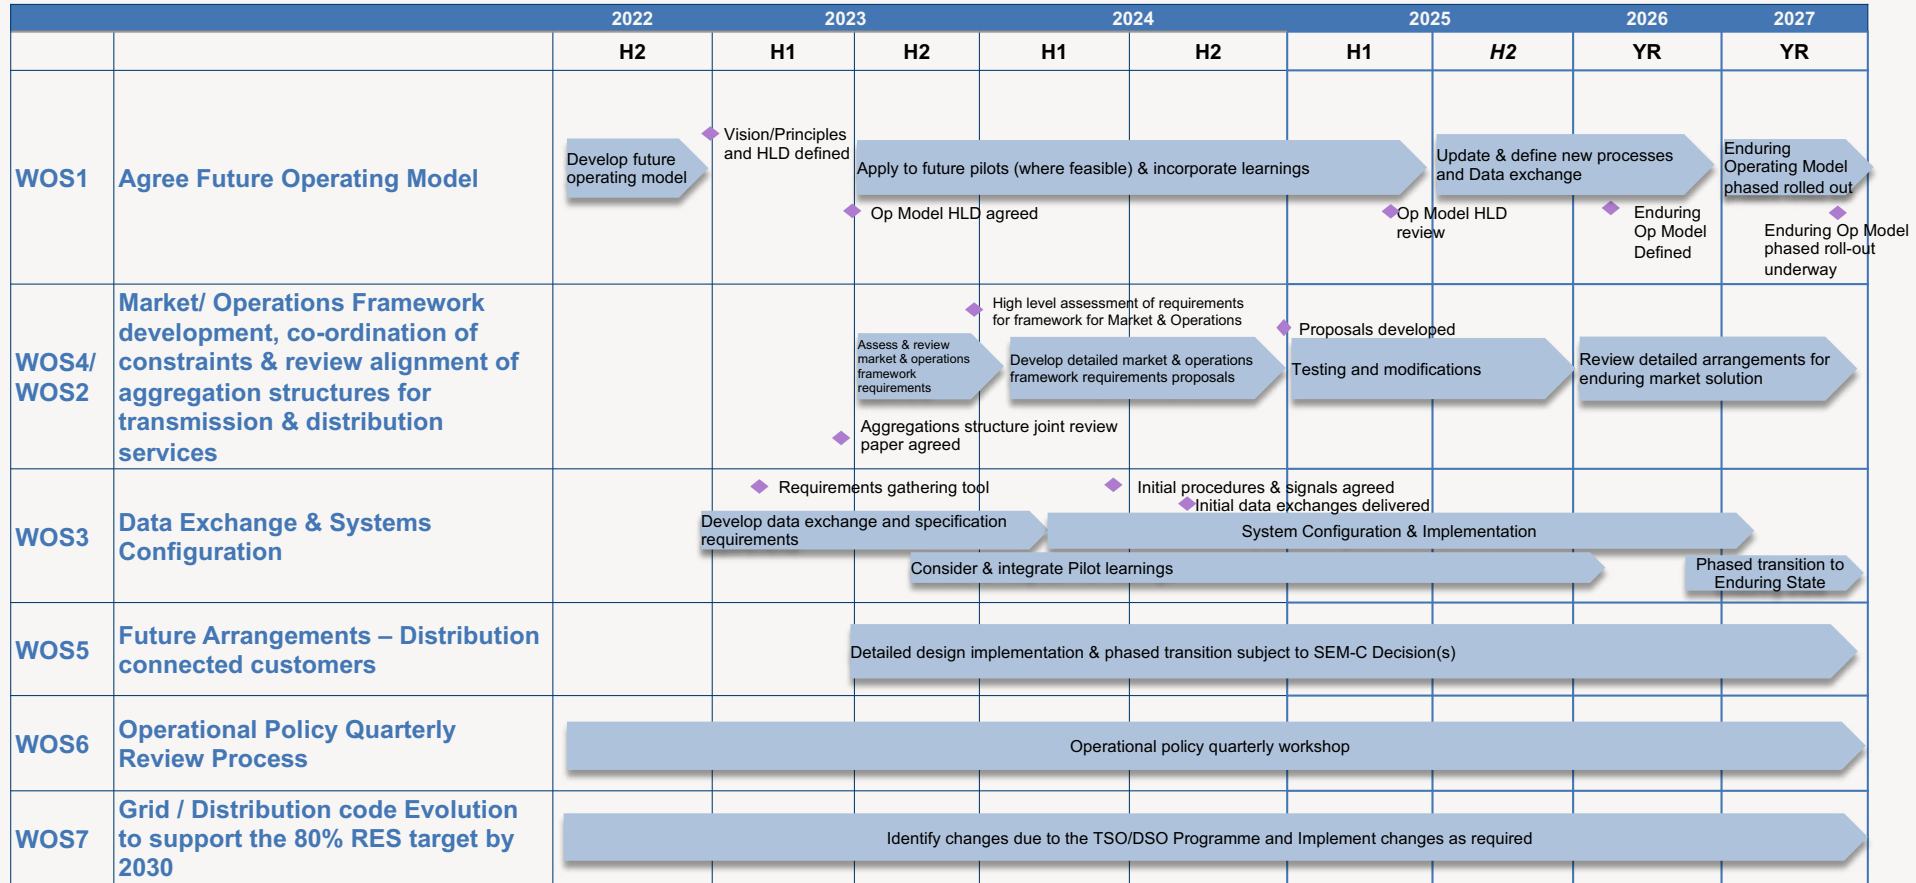 2022 2023 2024 2025 2026 2027
H2 H1 H2 H1 H2 H1 H2 YR YR
WOS1
Agree Future Operating Model
Develop future
operating model
Vision/Principles
and HLD defined
Apply to future pilots (where feasible) & incorporate learnings
Update & define new processes
and Data exchange
Enduring
Operating Model
phased rolled out
Op Model HLD agreed
Op Model HLD
review
Enduring
Op Model
Defined
Enduring Op Model
phased roll-out
underway
WOS4/
WOS2
Market/ Operations Framework
development, co-ordination of
constraints & review alignment of
aggregation structures for
transmission & distribution
services
High level assessment of requirements
for framework for Market & Operations
Proposals developed
Assess & review
market & operations
framework
requirements
Develop detailed market & operations
framework requirements proposals
Testing and modifications
Review detailed arrangements for
enduring market solution
Aggregations structure joint review
paper agreed
WOS3
Data Exchange & Systems
Configuration
Requirements gathering tool
Initial procedures & signals agreed
Initial data exchanges delivered
Develop data exchange and specification
requirements
System Configuration & Implementation
Consider & integrate Pilot learnings
Phased transition to
Enduring State
WOS5
Future Arrangements – Distribution
connected customers
Detailed design implementation & phased transition subject to SEM-C Decision(s)
WOS6
Operational Policy Quarterly
Review Process
Operational policy quarterly workshop
WOS7
Grid / Distribution code Evolution
to support the 80% RES target by
2030
Identify changes due to the TSO/DSO Programme and Implement changes as required